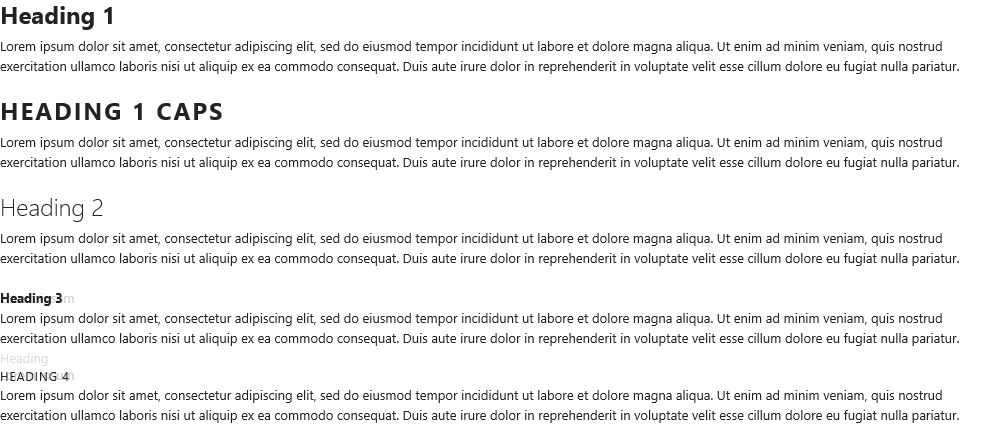 Heading 1
Lorem ipsum dolor sit amet, consectetur adipiscing elit, sed do eiusmod tempor incididunt ut labore et dolore magna aliqua. Ut enim ad minim veniam, quis nostrud
exercitation ullamco laboris nisi ut aliquip ex ea commodo consequat. Duis aute irure dolor in reprehenderit in voluptate velit esse cillum dolore eu fugiat nulla pariatur.
HEADING 1 CAPS
Lorem ipsum dolor sit amet, consectetur adipiscing elit, sed do eiusmod tempor incididunt ut labore et dolore magna aliqua. Ut enim ad minim veniam, quis nostrud
exercitation ullamco laboris nisi ut aliquip ex ea commodo consequat. Duis aute irure dolor in reprehenderit in voluptate velit esse cillum dolore eu fugiat nulla pariatur.
Heading 2
Lorem ipsum dolor sit amet, consectetur adipiscing elit, sed do eiusmod tempor incididunt ut labore et dolore magna aliqua. Ut enim ad minim veniam, quis nostrud
exercitation ullamco laboris nisi ut aliquip ex ea commodo consequat. Duis aute irure dolor in reprehenderit in voluptate velit esse cillum dolore eu fugiat nulla pariatur.
Heading 3
Lorem ipsum dolor sit amet, consectetur adipiscing elit, sed do eiusmod tempor incididunt ut labore et dolore magna aliqua. Ut enim ad minim veniam, quis nostrud
exercitation ullamco laboris nisi ut aliquip ex ea commodo consequat. Duis aute irure dolor in reprehenderit in voluptate velit esse cillum dolore eu fugiat nulla pariatur.
Heading
HEADING 4
Lorem ipsum dolor sit amet, consectetur adipiscing elit, sed do eiusmod tempor incididunt ut labore et dolore magna aliqua. Ut enim ad minim veniam, quis nostrud
exercitation ullamco laboris nisi ut aliquip ex ea commodo consequat. Duis aute irure dolor in reprehenderit in voluptate velit esse cillum dolore eu fugiat nulla pariatur.